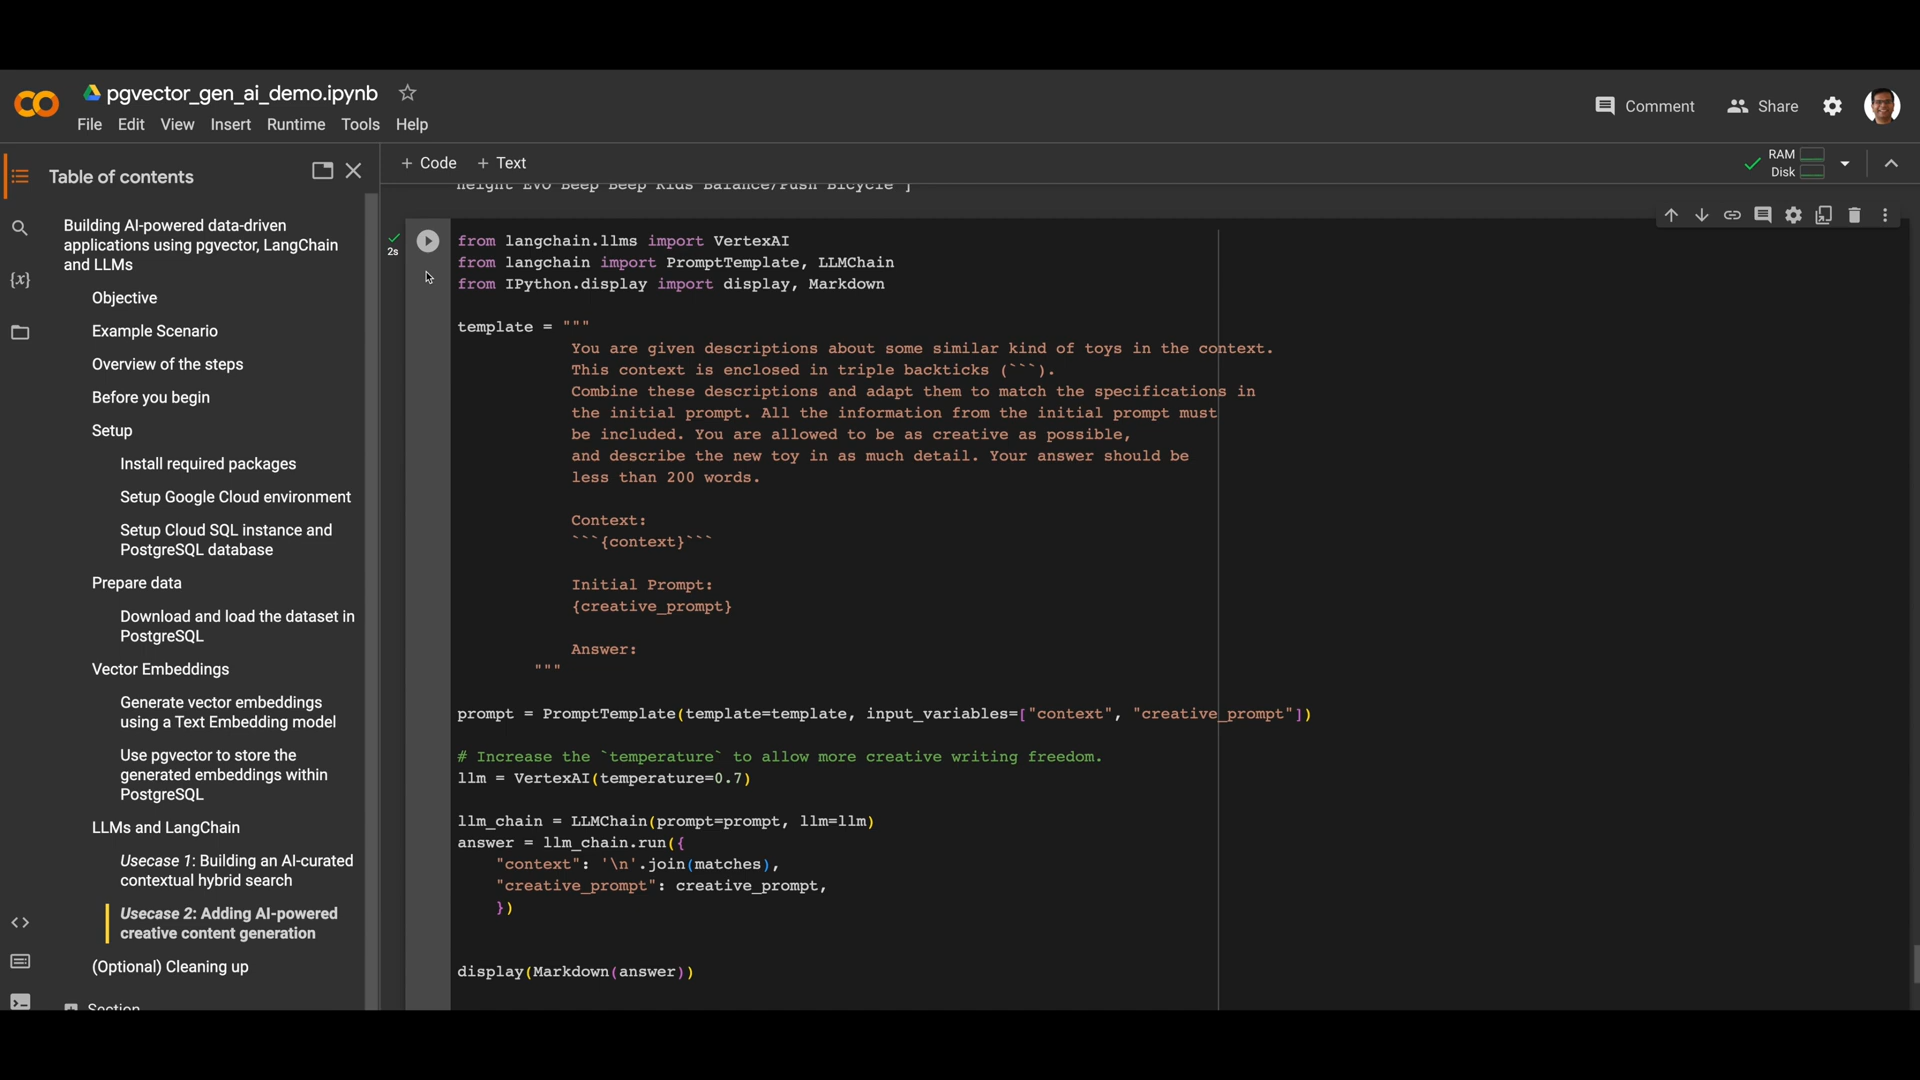 pgvector_gen_ai_demo.ipynb
File Edit View Insert Runtime Tools Help
Comment
Share
Table of contents
+ Code + Text
RAM
Disk
Building AI-powered data-driven
applications using pgvector, LangChain
and LLMs
Objective
Example Scenario
Overview of the steps
Before you begin
Setup
Install required packages
Setup Google Cloud environment
Setup Cloud SQL instance and
PostgreSQL database
Prepare data
Download and load the dataset in
PostgreSQL
Vector Embeddings
Generate vector embeddings
using a Text Embedding model
Use pgvector to store the
generated embeddings within
PostgreSQL
LLMs and LangChain
Usecase 1: Building an AI-curated
contextual hybrid search
Usecase 2: Adding AI-powered
creative content generation
(Optional) Cleaning up
Section
height EVO Beep Beep Kids Balance/Push Bicycle ]
2s
from langchain.llms import VertexAI
from langchain import PromptTemplate, LLMChain
from IPython.display import display, Markdown
template = """
You are given descriptions about some similar kind of toys in the context.
This context is enclosed in triple backticks (```).
Combine these descriptions and adapt them to match the specifications in
the initial prompt. All the information from the initial prompt must
be included. You are allowed to be as creative as possible,
and describe the new toy in as much detail. Your answer should be
less than 200 words.
Context:
```{context}```
Initial Prompt:
{creative_prompt}
Answer:
"""
prompt = PromptTemplate(template=template, input_variables=["context", "creative_prompt"])
# Increase the `temperature` to allow more creative writing freedom.
llm = VertexAI(temperature=0.7)
llm_chain = LLMChain(prompt=prompt, llm=llm)
answer = llm_chain.run({
"context": '\n'.join(matches),
"creative_prompt": creative_prompt,
})
display(Markdown(answer))